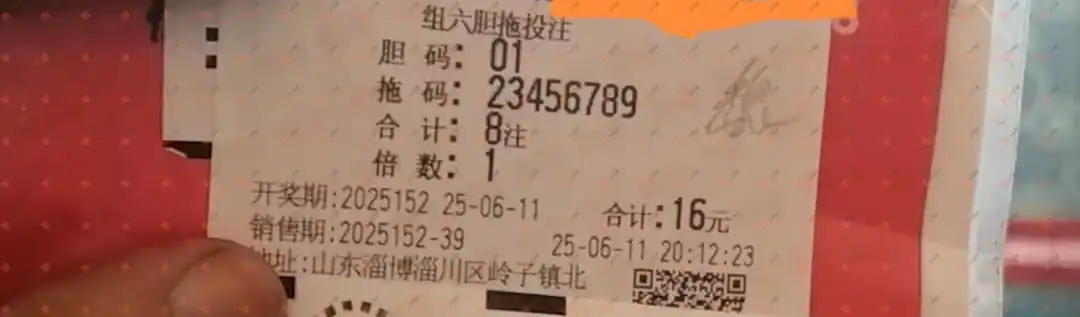 组六胆拖投注
胆 码: 01
拖 码: 23456789
合 计: 8注
倍 数: 1
开奖期:2025152 25-06-11 合计:16元
销售期:2025152-39 25-06-11 20:12:23
地址:山东淄博淄川区岭子镇北